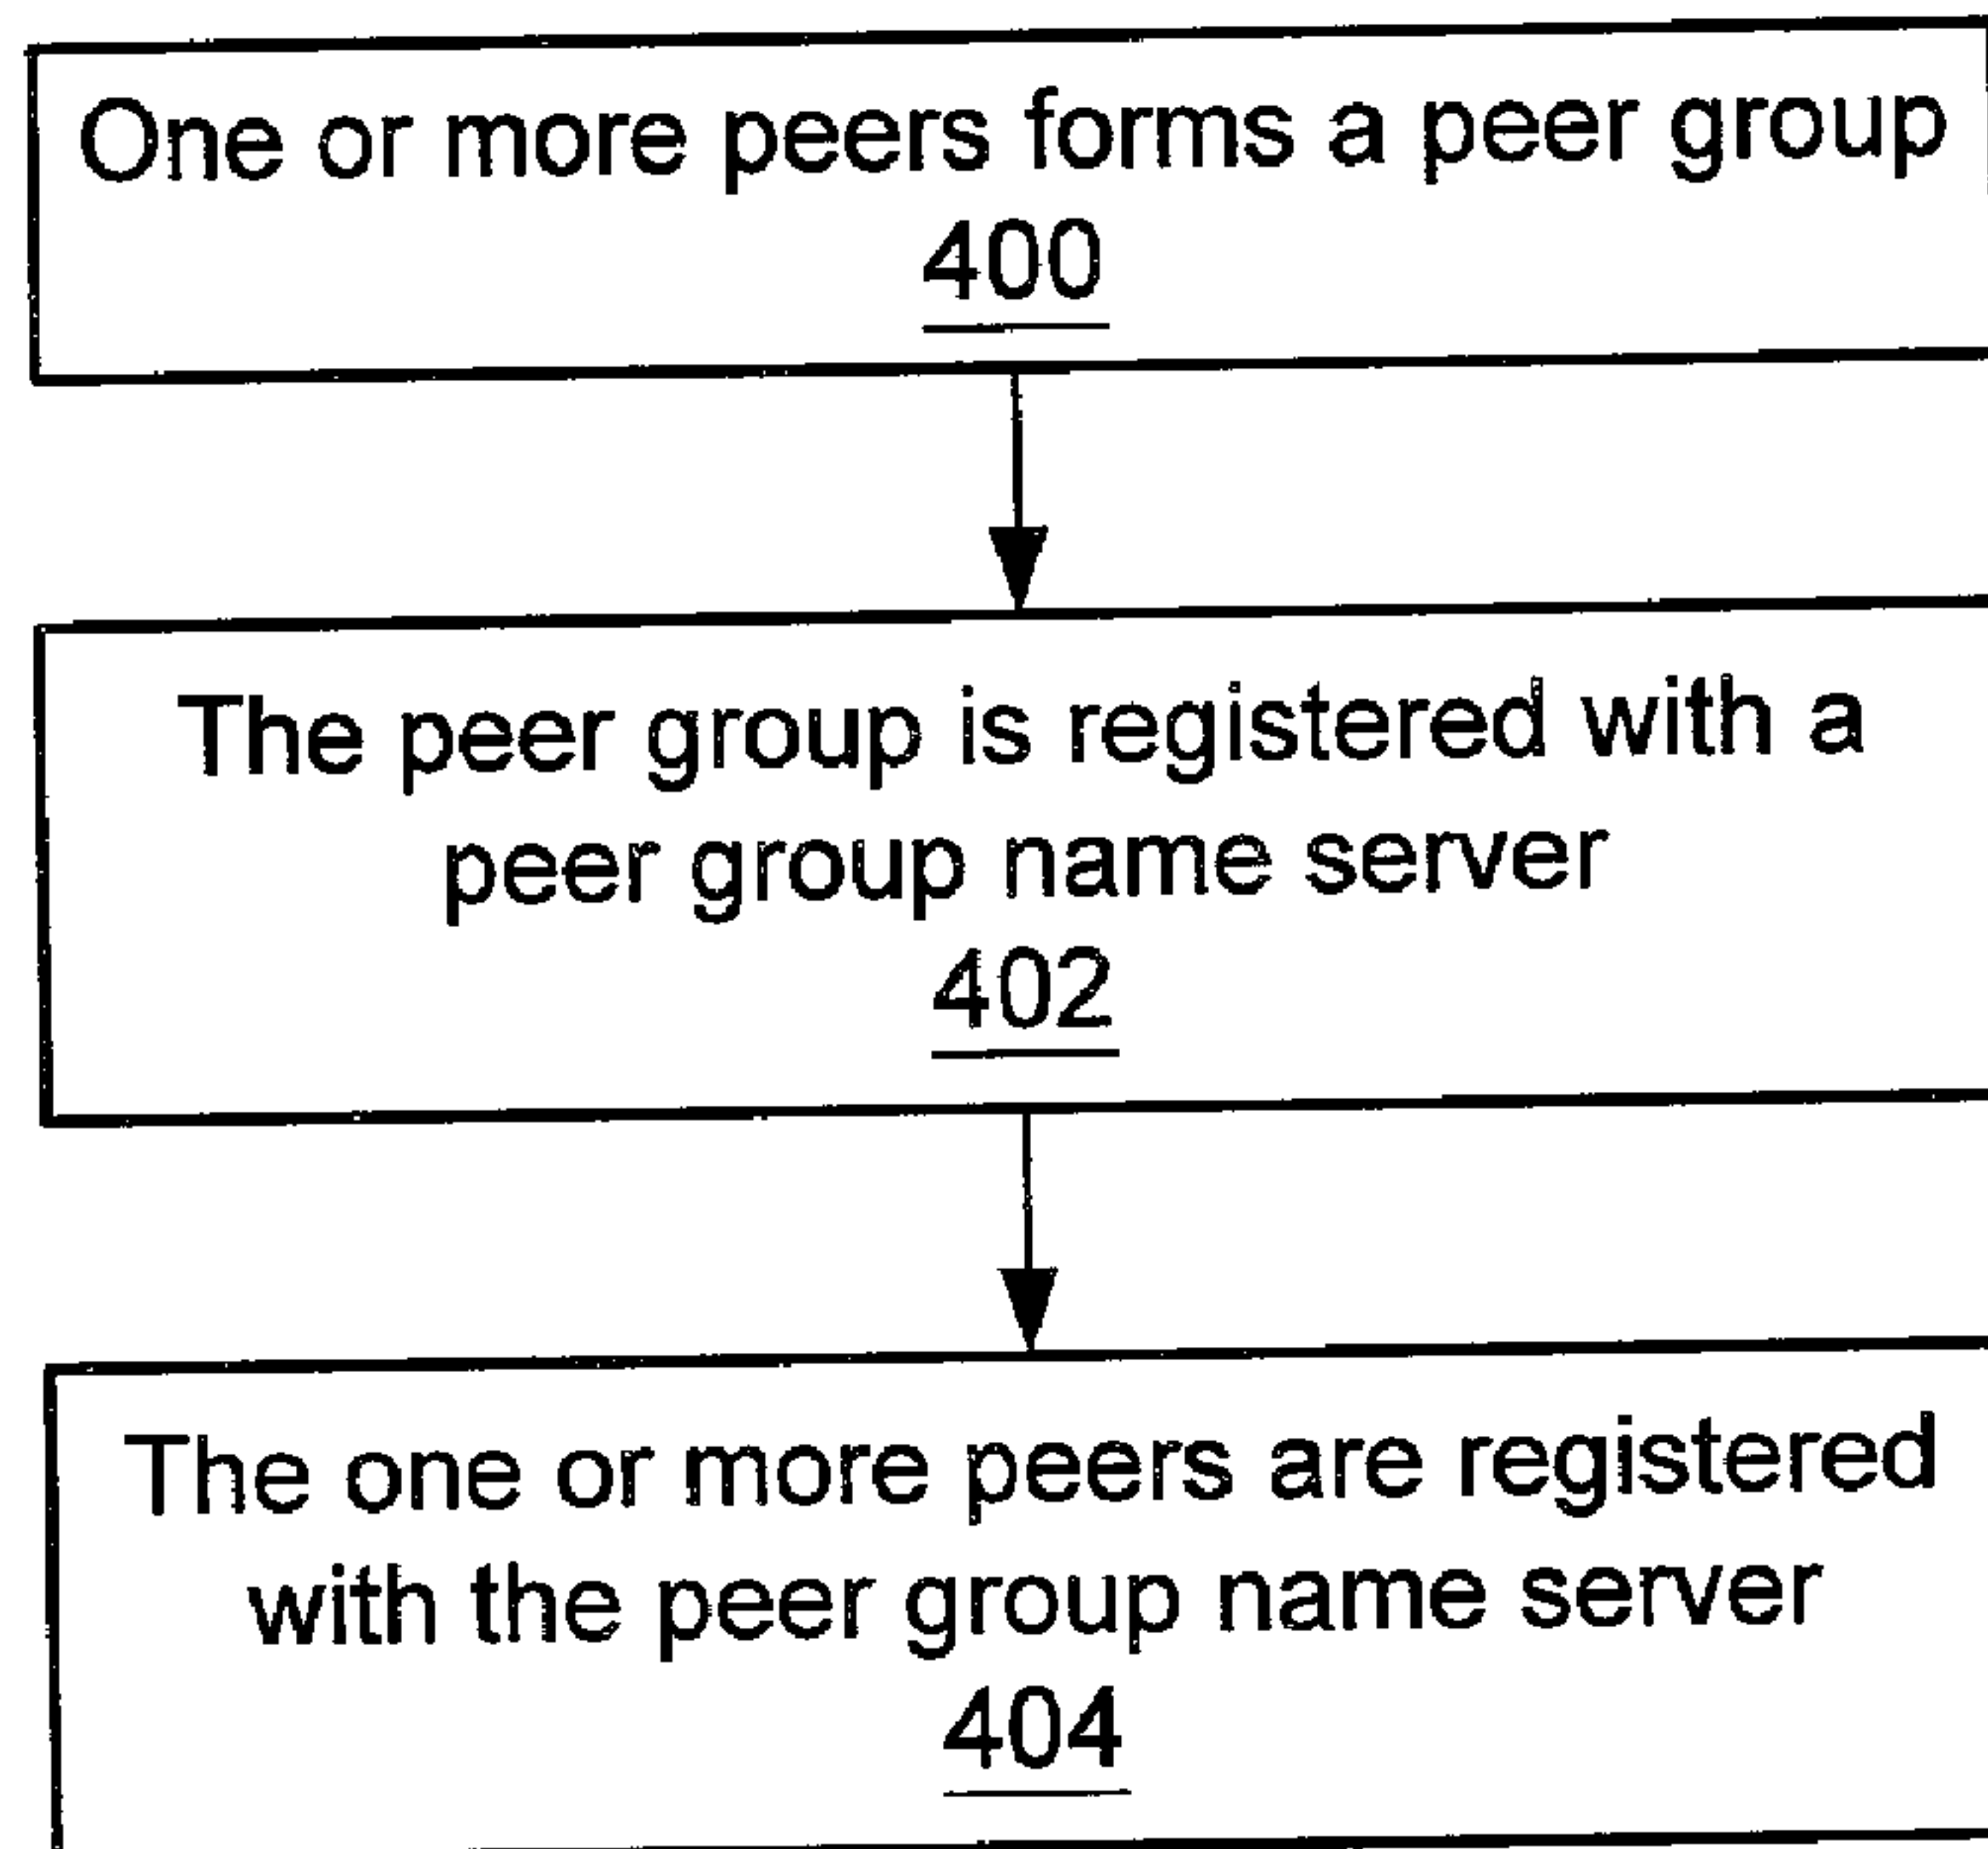 One or more peers forms a peer group
400
The peer group is registered with a
peer group name server
402
The one or more peers are registered
with the peer group name server
404